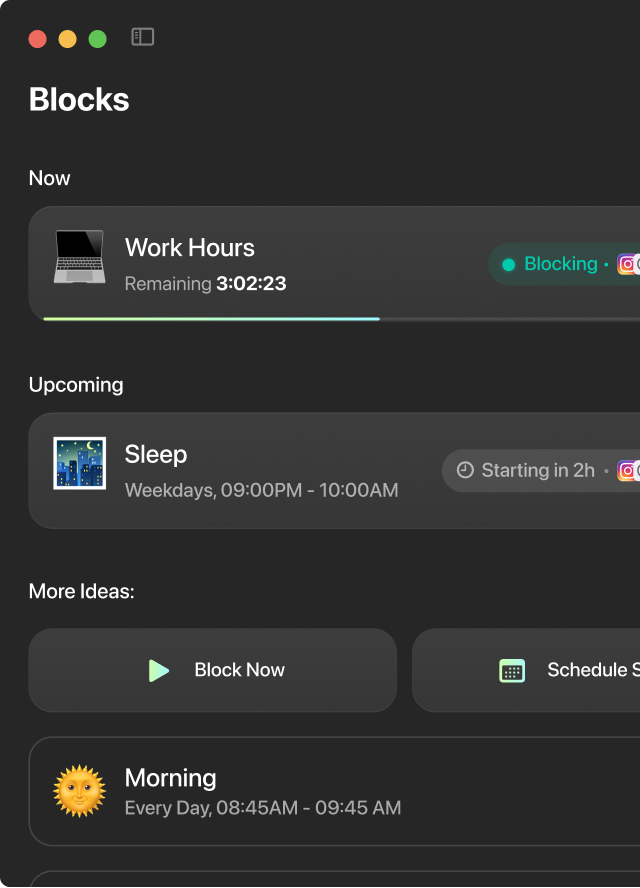 Blocks
Now
Work Hours
Blocking •
Remaining 3:02:23
Upcoming
Sleep
Starting in 2h •
Weekdays, 09:00PM - 10:00AM
More Ideas:
Block Now
Schedule S
Morning
Every Day, 08:45AM - 09:45 AM